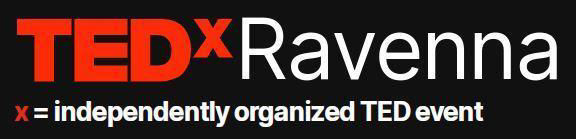 TEDxRavenna
x = independently organized TED event